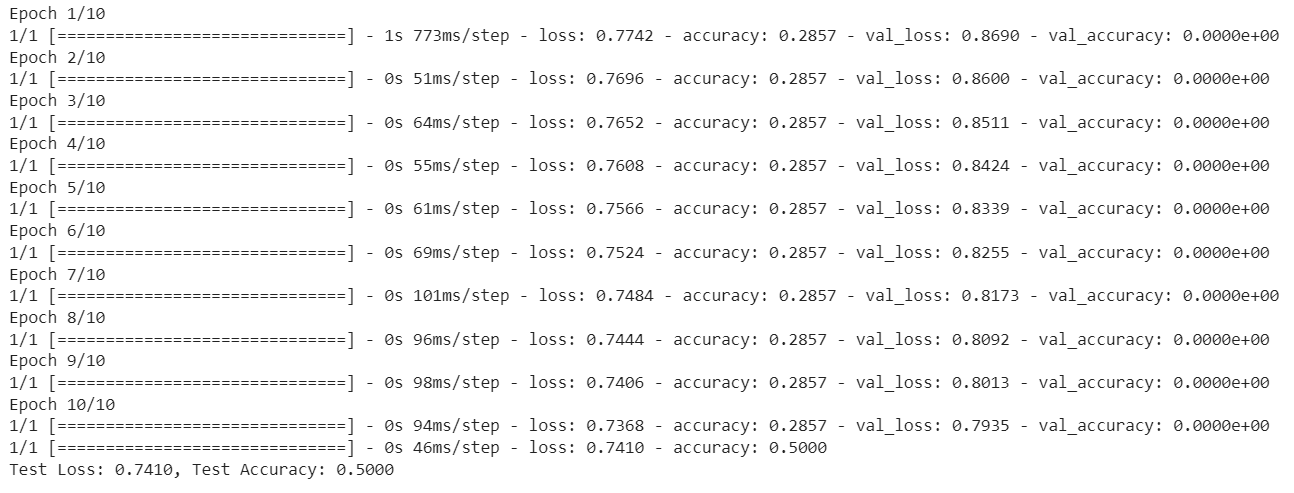 Epoch 1/10
1/1 [==============================] - 1s 773ms/step - loss: 0.7742 - accuracy: 0.2857 - val_loss: 0.8690 - val_accuracy: 0.0000e+00
Epoch 2/10
1/1 [==============================] - 0s 51ms/step - loss: 0.7696 - accuracy: 0.2857 - val_loss: 0.8600 - val_accuracy: 0.0000e+00
Epoch 3/10
1/1 [==============================] - 0s 64ms/step - loss: 0.7652 - accuracy: 0.2857 - val_loss: 0.8511 - val_accuracy: 0.0000e+00
Epoch 4/10
1/1 [==============================] - 0s 55ms/step - loss: 0.7608 - accuracy: 0.2857 - val_loss: 0.8424 - val_accuracy: 0.0000e+00
Epoch 5/10
1/1 [==============================] - 0s 61ms/step - loss: 0.7566 - accuracy: 0.2857 - val_loss: 0.8339 - val_accuracy: 0.0000e+00
Epoch 6/10
1/1 [==============================] - 0s 69ms/step - loss: 0.7524 - accuracy: 0.2857 - val_loss: 0.8255 - val_accuracy: 0.0000e+00
Epoch 7/10
1/1 [==============================] - 0s 101ms/step - loss: 0.7484 - accuracy: 0.2857 - val_loss: 0.8173 - val_accuracy: 0.0000e+00
Epoch 8/10
1/1 [==============================] - 0s 96ms/step - loss: 0.7444 - accuracy: 0.2857 - val_loss: 0.8092 - val_accuracy: 0.0000e+00
Epoch 9/10
1/1 [==============================] - 0s 98ms/step - loss: 0.7406 - accuracy: 0.2857 - val_loss: 0.8013 - val_accuracy: 0.0000e+00
Epoch 10/10
1/1 [==============================] - 0s 94ms/step - loss: 0.7368 - accuracy: 0.2857 - val_loss: 0.7935 - val_accuracy: 0.0000e+00
1/1 [==============================] - 0s 46ms/step - loss: 0.7410 - accuracy: 0.5000
Test Loss: 0.7410, Test Accuracy: 0.5000